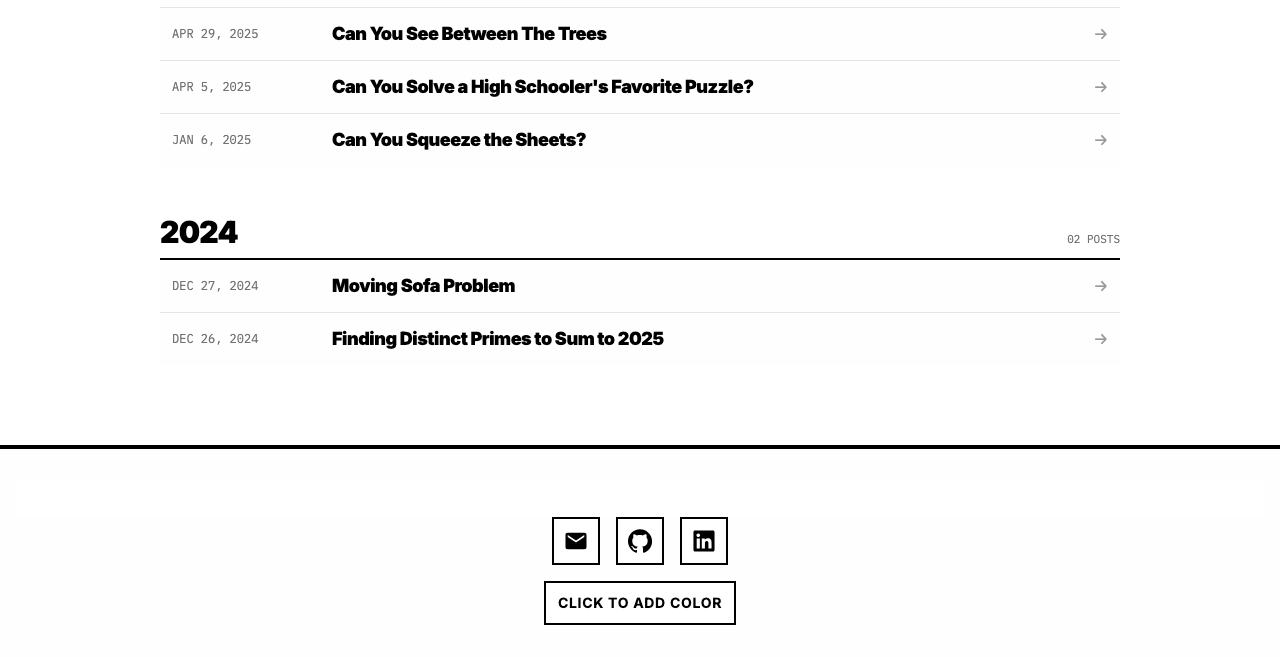 APR 29, 2025 Can You See Between The Trees →
APR 5, 2025 Can You Solve a High Schooler's Favorite Puzzle? →
JAN 6, 2025 Can You Squeeze the Sheets? →
2024 02 POSTS
DEC 27, 2024 Moving Sofa Problem →
DEC 26, 2024 Finding Distinct Primes to Sum to 2025 →
in
CLICK TO ADD COLOR